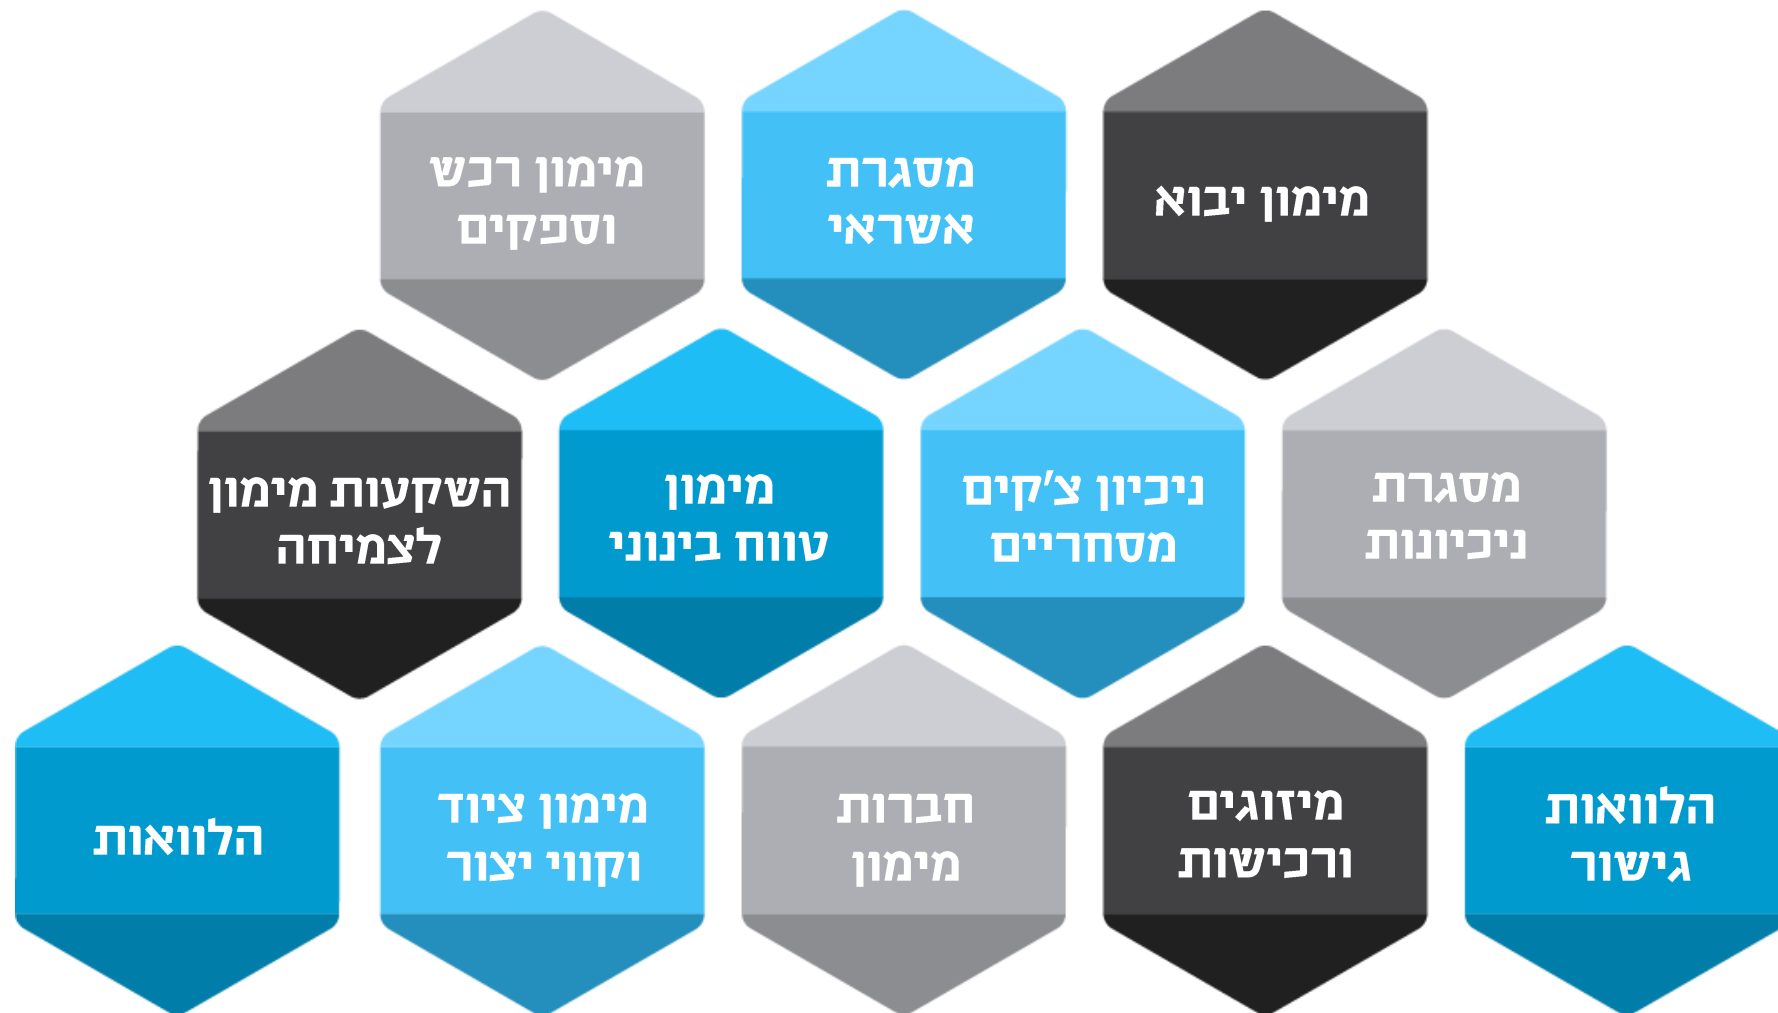 מימון יבוא
מסגרת
אשראי
מימון רכש
וספקים
מסגרת
ניכיונות
ניכיון צ'קים
מסחריים
מימון
טווח בינוני
השקעות מימון
לצמיחה
הלוואות
גישור
מיזוגים
ורכישות
חברות
מימון
מימון ציוד
וקווי יצור
הלוואות